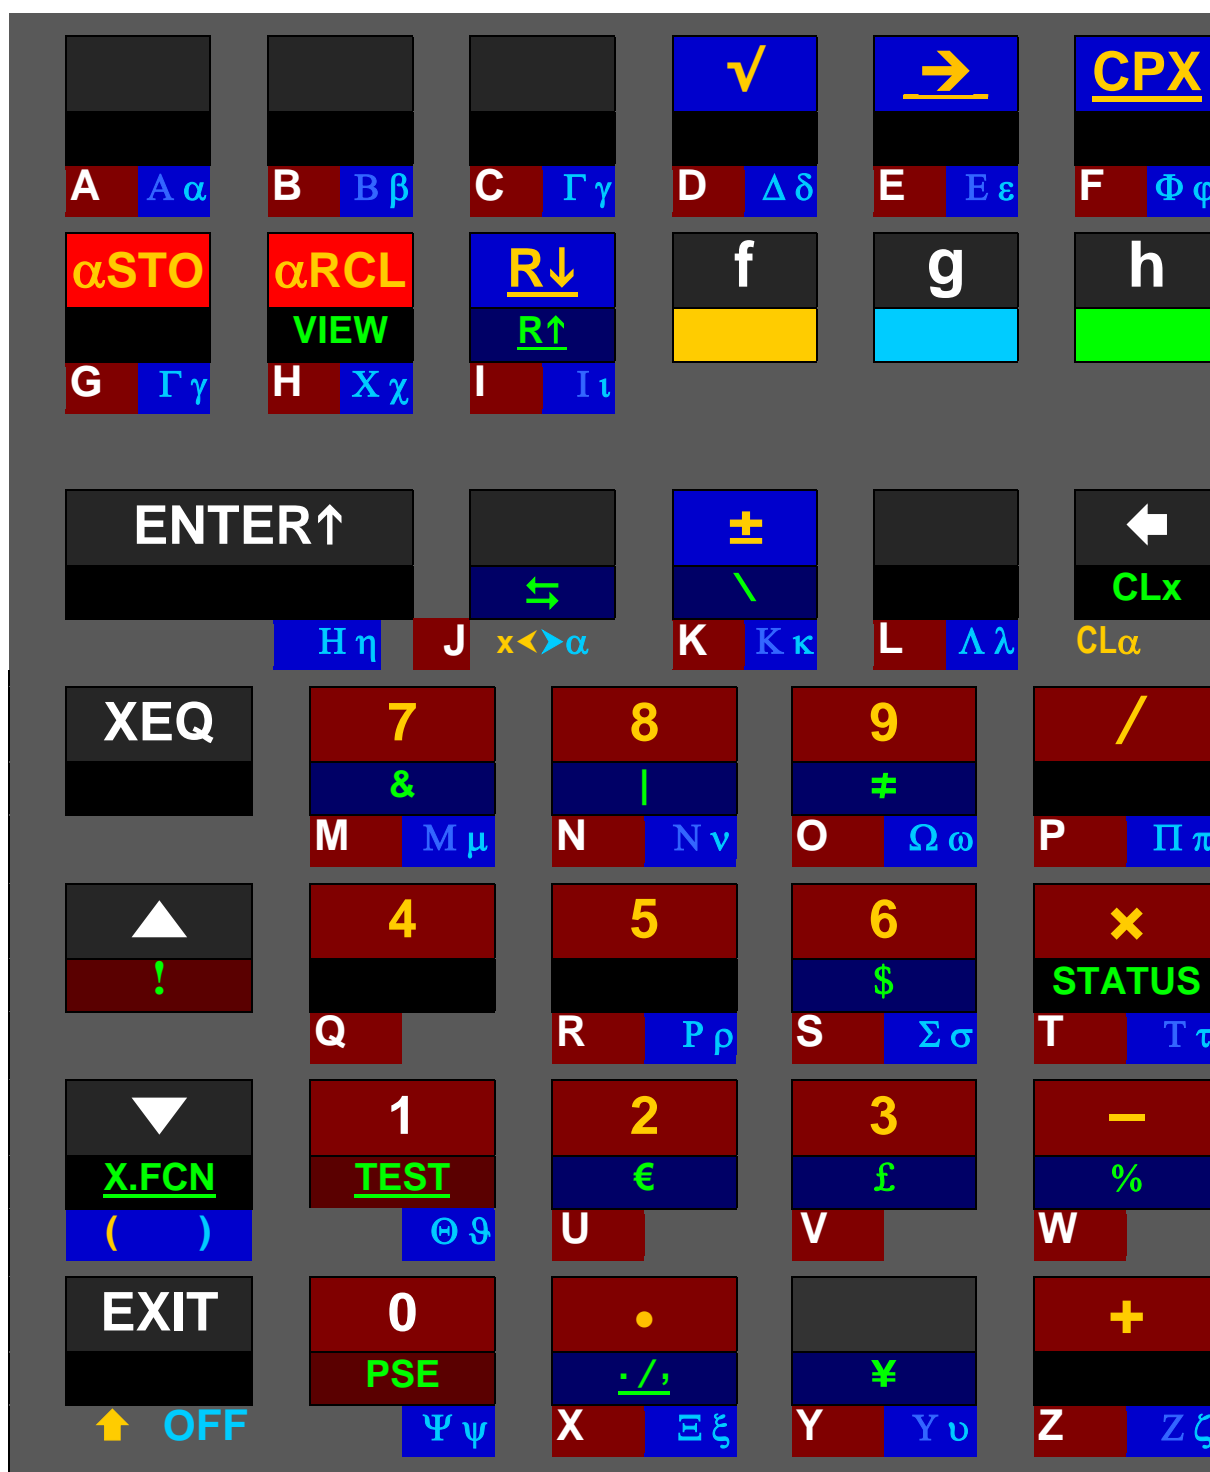 √ → CPX
A Α α B Β β C Γ γ D Δ δ E Ε ε F Φ φ
αSTO αRCL R↓ f g h
VIEW R↑
G Γ γ H Χ χ I Ι ι
ENTER↑ ± 🡄
⇆ \ CLx
Η η J x<>α K Κ κ L Λ λ CLα
XEQ 7 8 9 /
& | ≠
M Μ μ N Ν ν O Ω ω P Π π
▲ 4 5 6 ×
! $ STATUS
Q R Ρ ρ S Σ σ T Τ τ
▼ 1 2 3 −
X.FCN TEST € £ %
( ) Θ ϑ U V W
EXIT 0 • +
PSE ./, ¥
🡅 OFF Ψ ψ X Ξ ξ Y Υ υ Z Ζ ζ